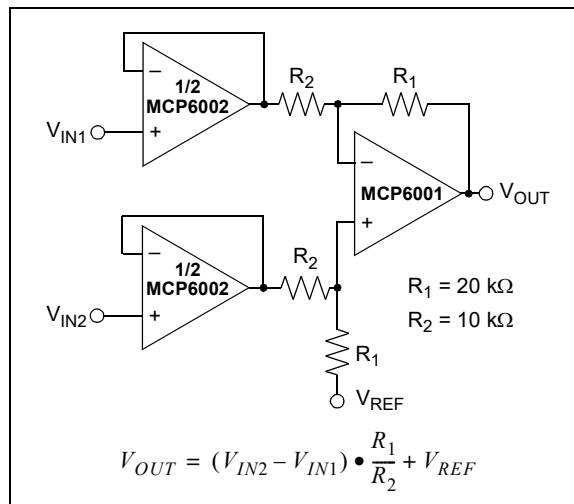 –
1/2
MCP6002
V_IN1
+
R_2
R_1
–
MCP6001
+
V_OUT
–
1/2
MCP6002
V_IN2
+
R_2
R_1 = 20 kΩ
R_2 = 10 kΩ
R_1
V_REF
V_OUT = (V_IN2 – V_IN1) • R_1/R_2 + V_REF